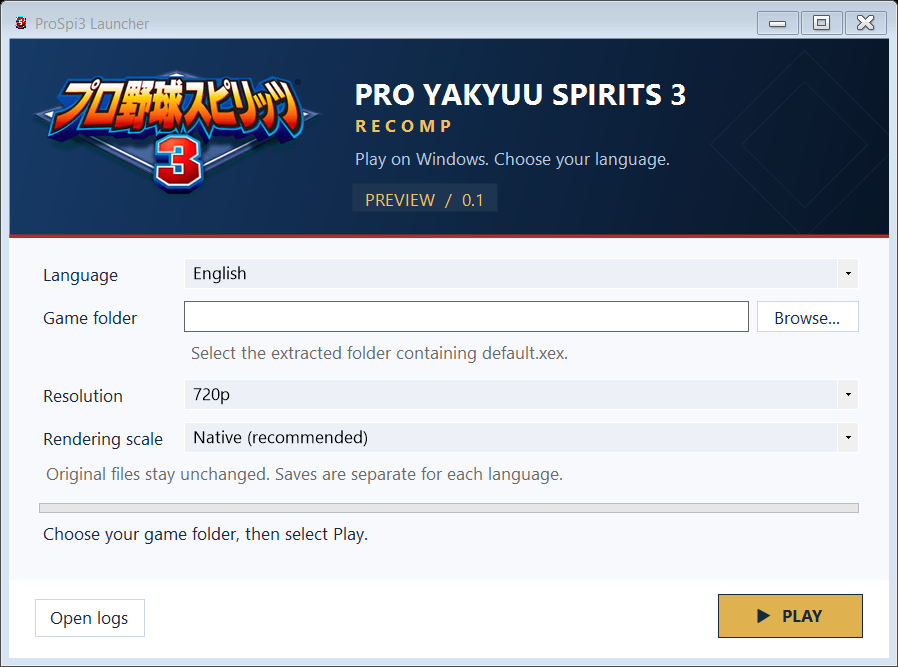 ProSpi3 Launcher
プロ野球スピリッツ
3
PRO YAKYUU SPIRITS 3
RECOMP
Play on Windows. Choose your language.
PREVIEW / 0.1
Language
English
Game folder
Browse...
Select the extracted folder containing default.xex.
Resolution
720p
Rendering scale
Native (recommended)
Original files stay unchanged. Saves are separate for each language.
Choose your game folder, then select Play.
Open logs
PLAY